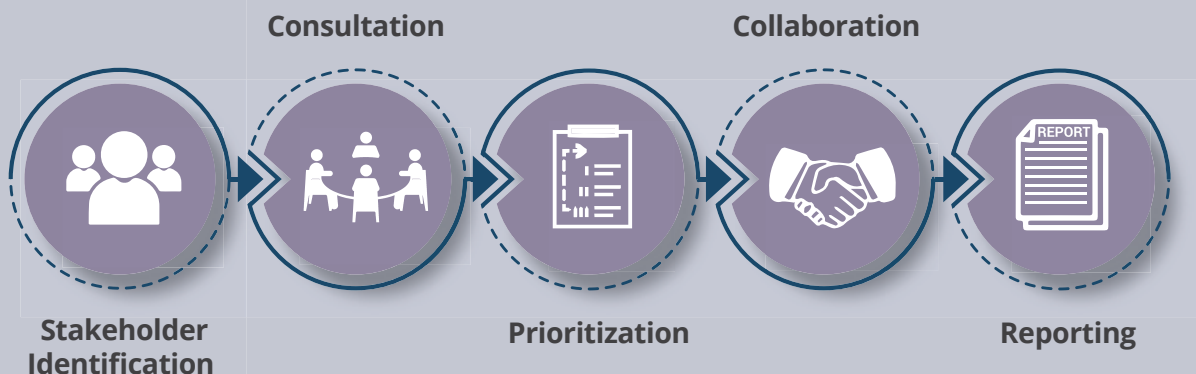 Consultation
Collaboration
REPORT
Stakeholder
Identification
Prioritization
Reporting